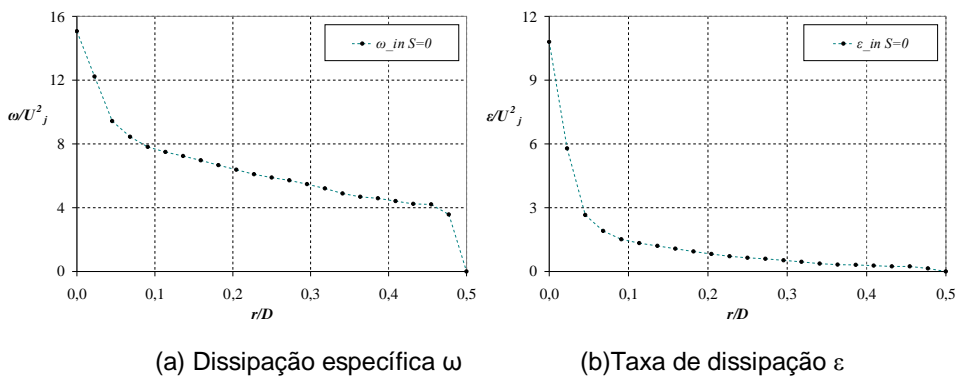 16
12
ω/U²j
8
4
0
0,0 0,1 0,2 0,3 0,4 0,5
r/D
ω_in S=0
12
9
ε/U²j
6
3
0
0,0 0,1 0,2 0,3 0,4 0,5
r/D
ε_in S=0
(a) Dissipação específica ω
(b)Taxa de dissipação ε